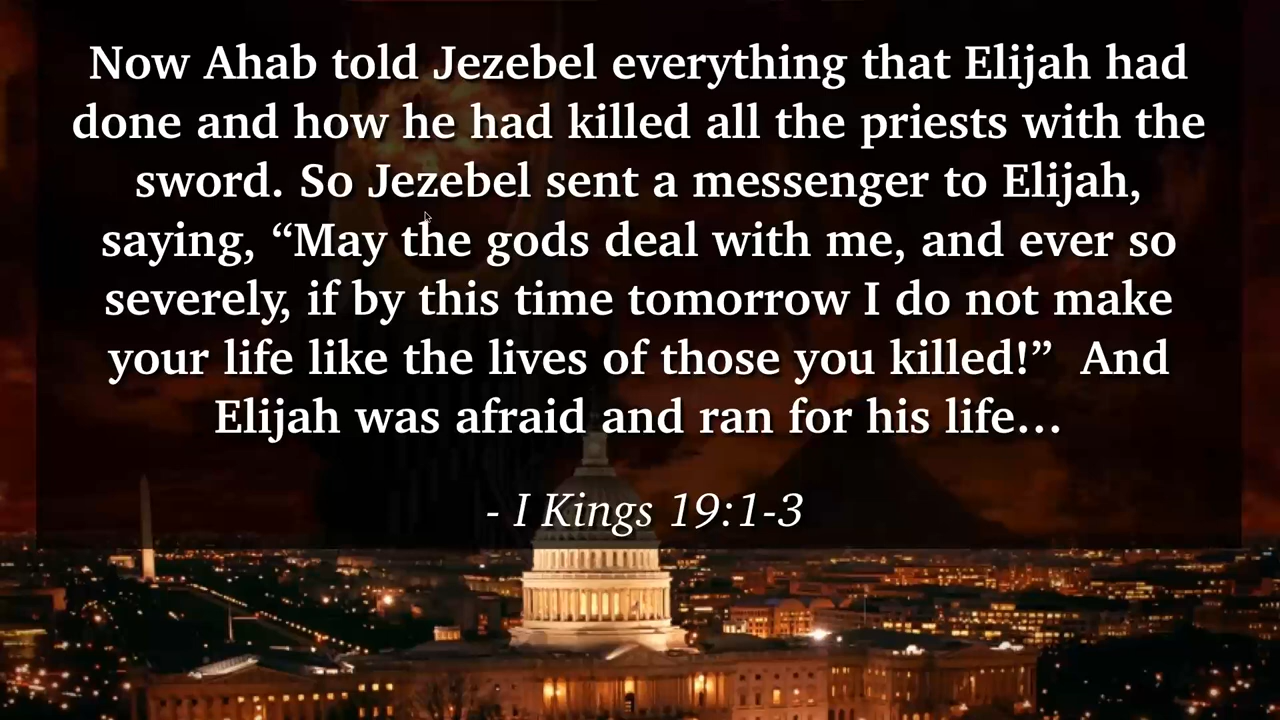 Now Ahab told Jezebel everything that Elijah had
done and how he had killed all the priests with the
sword. So Jezebel sent a messenger to Elijah,
saying, “May the gods deal with me, and ever so
severely, if by this time tomorrow I do not make
your life like the lives of those you killed!”  And
Elijah was afraid and ran for his life…
- I Kings 19:1-3